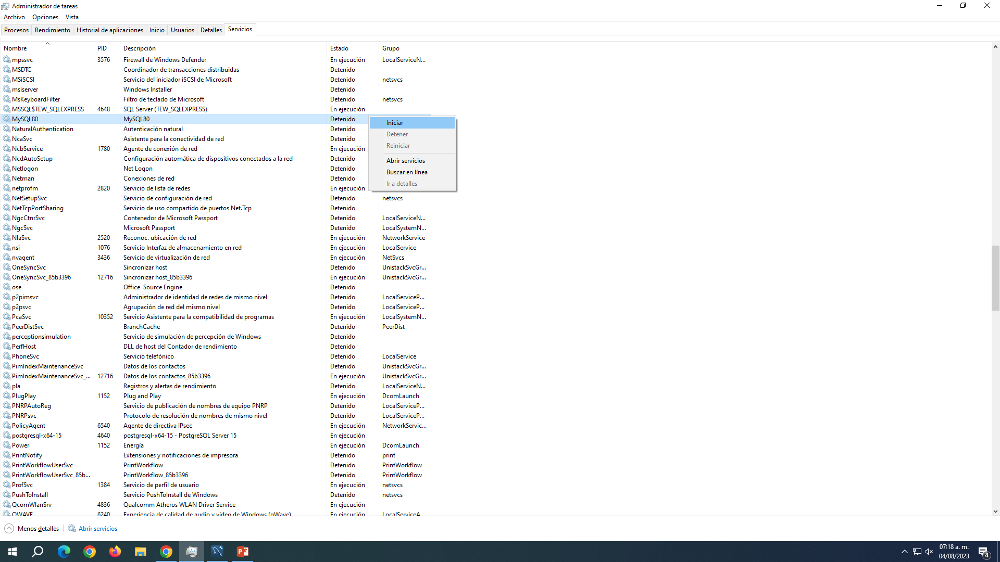 Administrador de tareas
Archivo Opciones Vista
Procesos Rendimiento Historial de aplicaciones Inicio Usuarios Detalles Servicios
Nombre PID Descripción Estado Grupo
mpssvc 3576 Firewall de Windows Defender En ejecución LocalServiceN...
MSDTC Coordinador de transacciones distribuidas Detenido
MSiSCSI Servicio del iniciador iSCSI de Microsoft Detenido netsvcs
msiserver Windows Installer Detenido
MsKeyboardFilter Filtro de teclado de Microsoft Detenido netsvcs
MSSQL$TEW_SQLEXPRESS 4648 SQL Server (TEW_SQLEXPRESS) En ejecución
MySQL80 MySQL80 Detenido
NaturalAuthentication Autenticación natural Detenido
NcaSvc Asistente para la conectividad de red Detenido
NcbService 1780 Agente de conexión de red En ejecución
NcdAutoSetup Configuración automática de dispositivos conectados a la red Detenido
Netlogon Net Logon Detenido
Netman Conexiones de red Detenido
netprofm 2820 Servicio de lista de redes En ejecución
Iniciar
Detener
Reiniciar
Abrir servicios
Buscar en línea
Ir a detalles
NetSetupSvc Servicio de configuración de red Detenido netsvcs
NetTcpPortSharing Servicio de uso compartido de puertos Net.Tcp Detenido
NgcCtnrSvc Contenedor de Microsoft Passport Detenido LocalServiceN...
NgcSvc Microsoft Passport Detenido LocalSystemN...
NlaSvc 2520 Reconoc. ubicación de red En ejecución NetworkService
nsi 1076 Servicio Interfaz de almacenamiento en red En ejecución LocalService
nvagent 3436 Servicio de virtualización de red En ejecución NetSvcs
OneSyncSvc Sincronizar host Detenido UnistackSvcGr...
OneSyncSvc_85b3396 12716 Sincronizar host_85b3396 En ejecución UnistackSvcGr...
ose Office  Source Engine Detenido
p2pimsvc Administrador de identidad de redes de mismo nivel Detenido LocalServiceP...
p2psvc Agrupación de red del mismo nivel Detenido LocalServiceP...
PcaSvc 10352 Servicio Asistente para la compatibilidad de programas En ejecución LocalSystemN...
PeerDistSvc BranchCache Detenido PeerDist
perceptionsimulation Servicio de simulación de percepción de Windows Detenido
PerfHost DLL de host del Contador de rendimiento Detenido
PhoneSvc Servicio telefónico Detenido LocalService
PimIndexMaintenanceSvc Datos de los contactos Detenido UnistackSvcGr...
PimIndexMaintenanceSvc_... 12716 Datos de los contactos_85b3396 En ejecución UnistackSvcGr...
pla Registros y alertas de rendimiento Detenido LocalServiceN...
PlugPlay 1152 Plug and Play En ejecución DcomLaunch
PNRPAutoReg Servicio de publicación de nombres de equipo PNRP Detenido LocalServiceP...
PNRPsvc Protocolo de resolución de nombres de mismo nivel Detenido LocalServiceP...
PolicyAgent 6540 Agente de directiva IPsec En ejecución NetworkServic...
postgresql-x64-15 4640 postgresql-x64-15 - PostgreSQL Server 15 En ejecución
Power 1152 Energía En ejecución DcomLaunch
PrintNotify Extensiones y notificaciones de impresora Detenido print
PrintWorkflowUserSvc PrintWorkflow Detenido PrintWorkflow
PrintWorkflowUserSvc_85b... PrintWorkflow_85b3396 Detenido PrintWorkflow
ProfSvc 1384 Servicio de perfil de usuario En ejecución netsvcs
PushToInstall Servicio PushToInstall de Windows Detenido netsvcs
QcomWlanSrv 4836 Qualcomm Atheros WLAN Driver Service En ejecución
QWAVE 6240 Experiencia de calidad de audio y vídeo de Windows (qWave) En ejecución LocalServiceA...
Menos detalles Abrir servicios
07:18 a. m.
04/08/2023
4